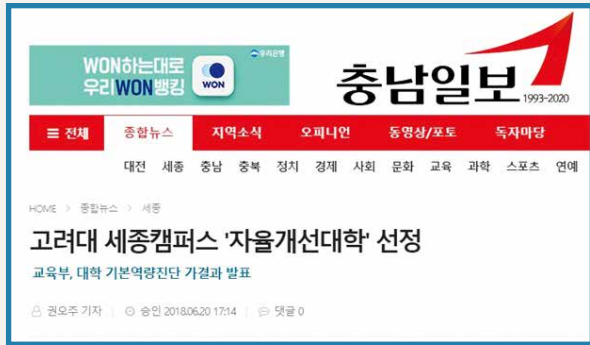 WON하는대로
우리WON뱅킹
WON
우리은행
충남일보
1993-2020
전체 종합뉴스 지역소식 오피니언 동영상/포토 독자마당
대전 세종 충남 충북 정치 경제 사회 문화 교육 과학 스포츠 연예
HOME > 종합뉴스 > 세종
고려대 세종캠퍼스 '자율개선대학' 선정
교육부, 대학 기본역량진단 가결과 발표
권오주 기자 승인 2018.06.20 17:14 댓글 0